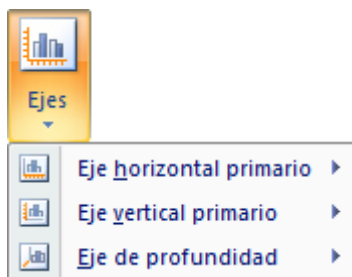 Ejes
Eje horizontal primario
Eje vertical primario
Eje de profundidad